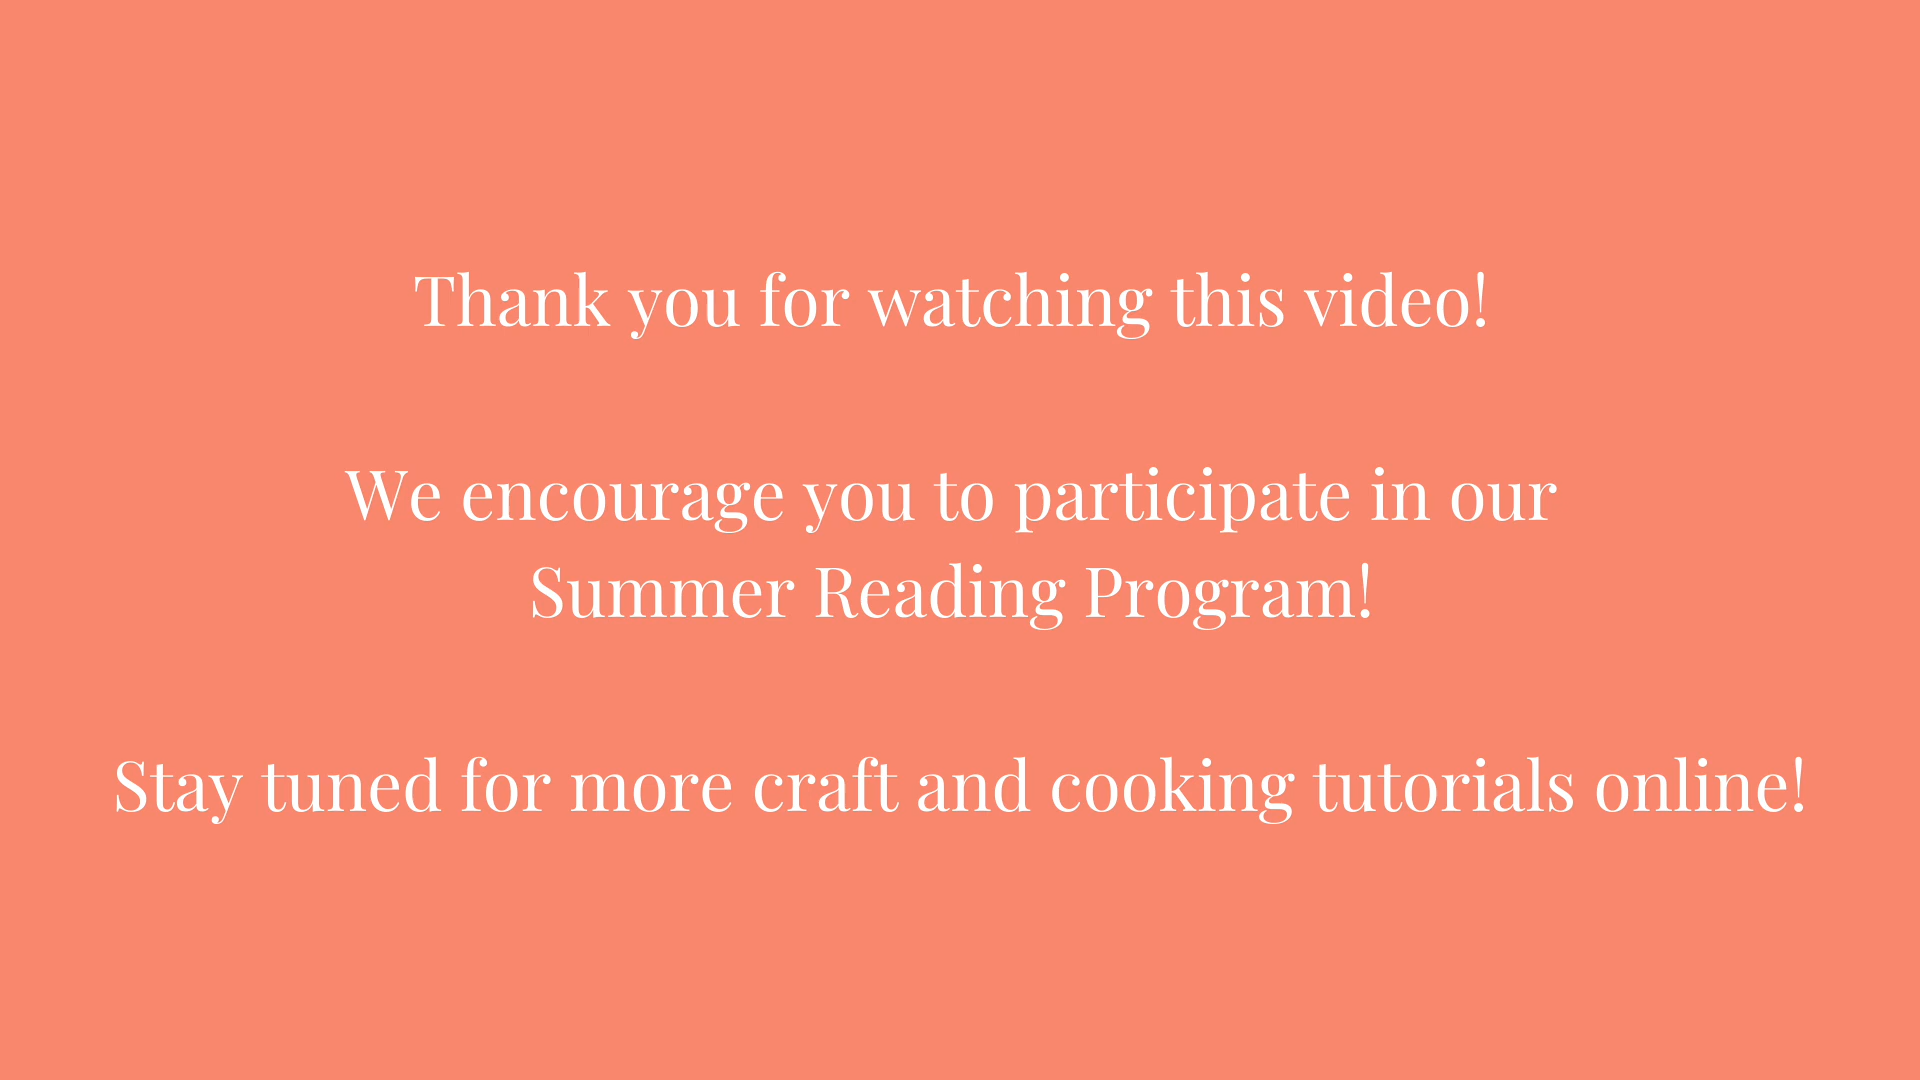 Thank you for watching this video!
We encourage you to participate in our
Summer Reading Program!
Stay tuned for more craft and cooking tutorials online!